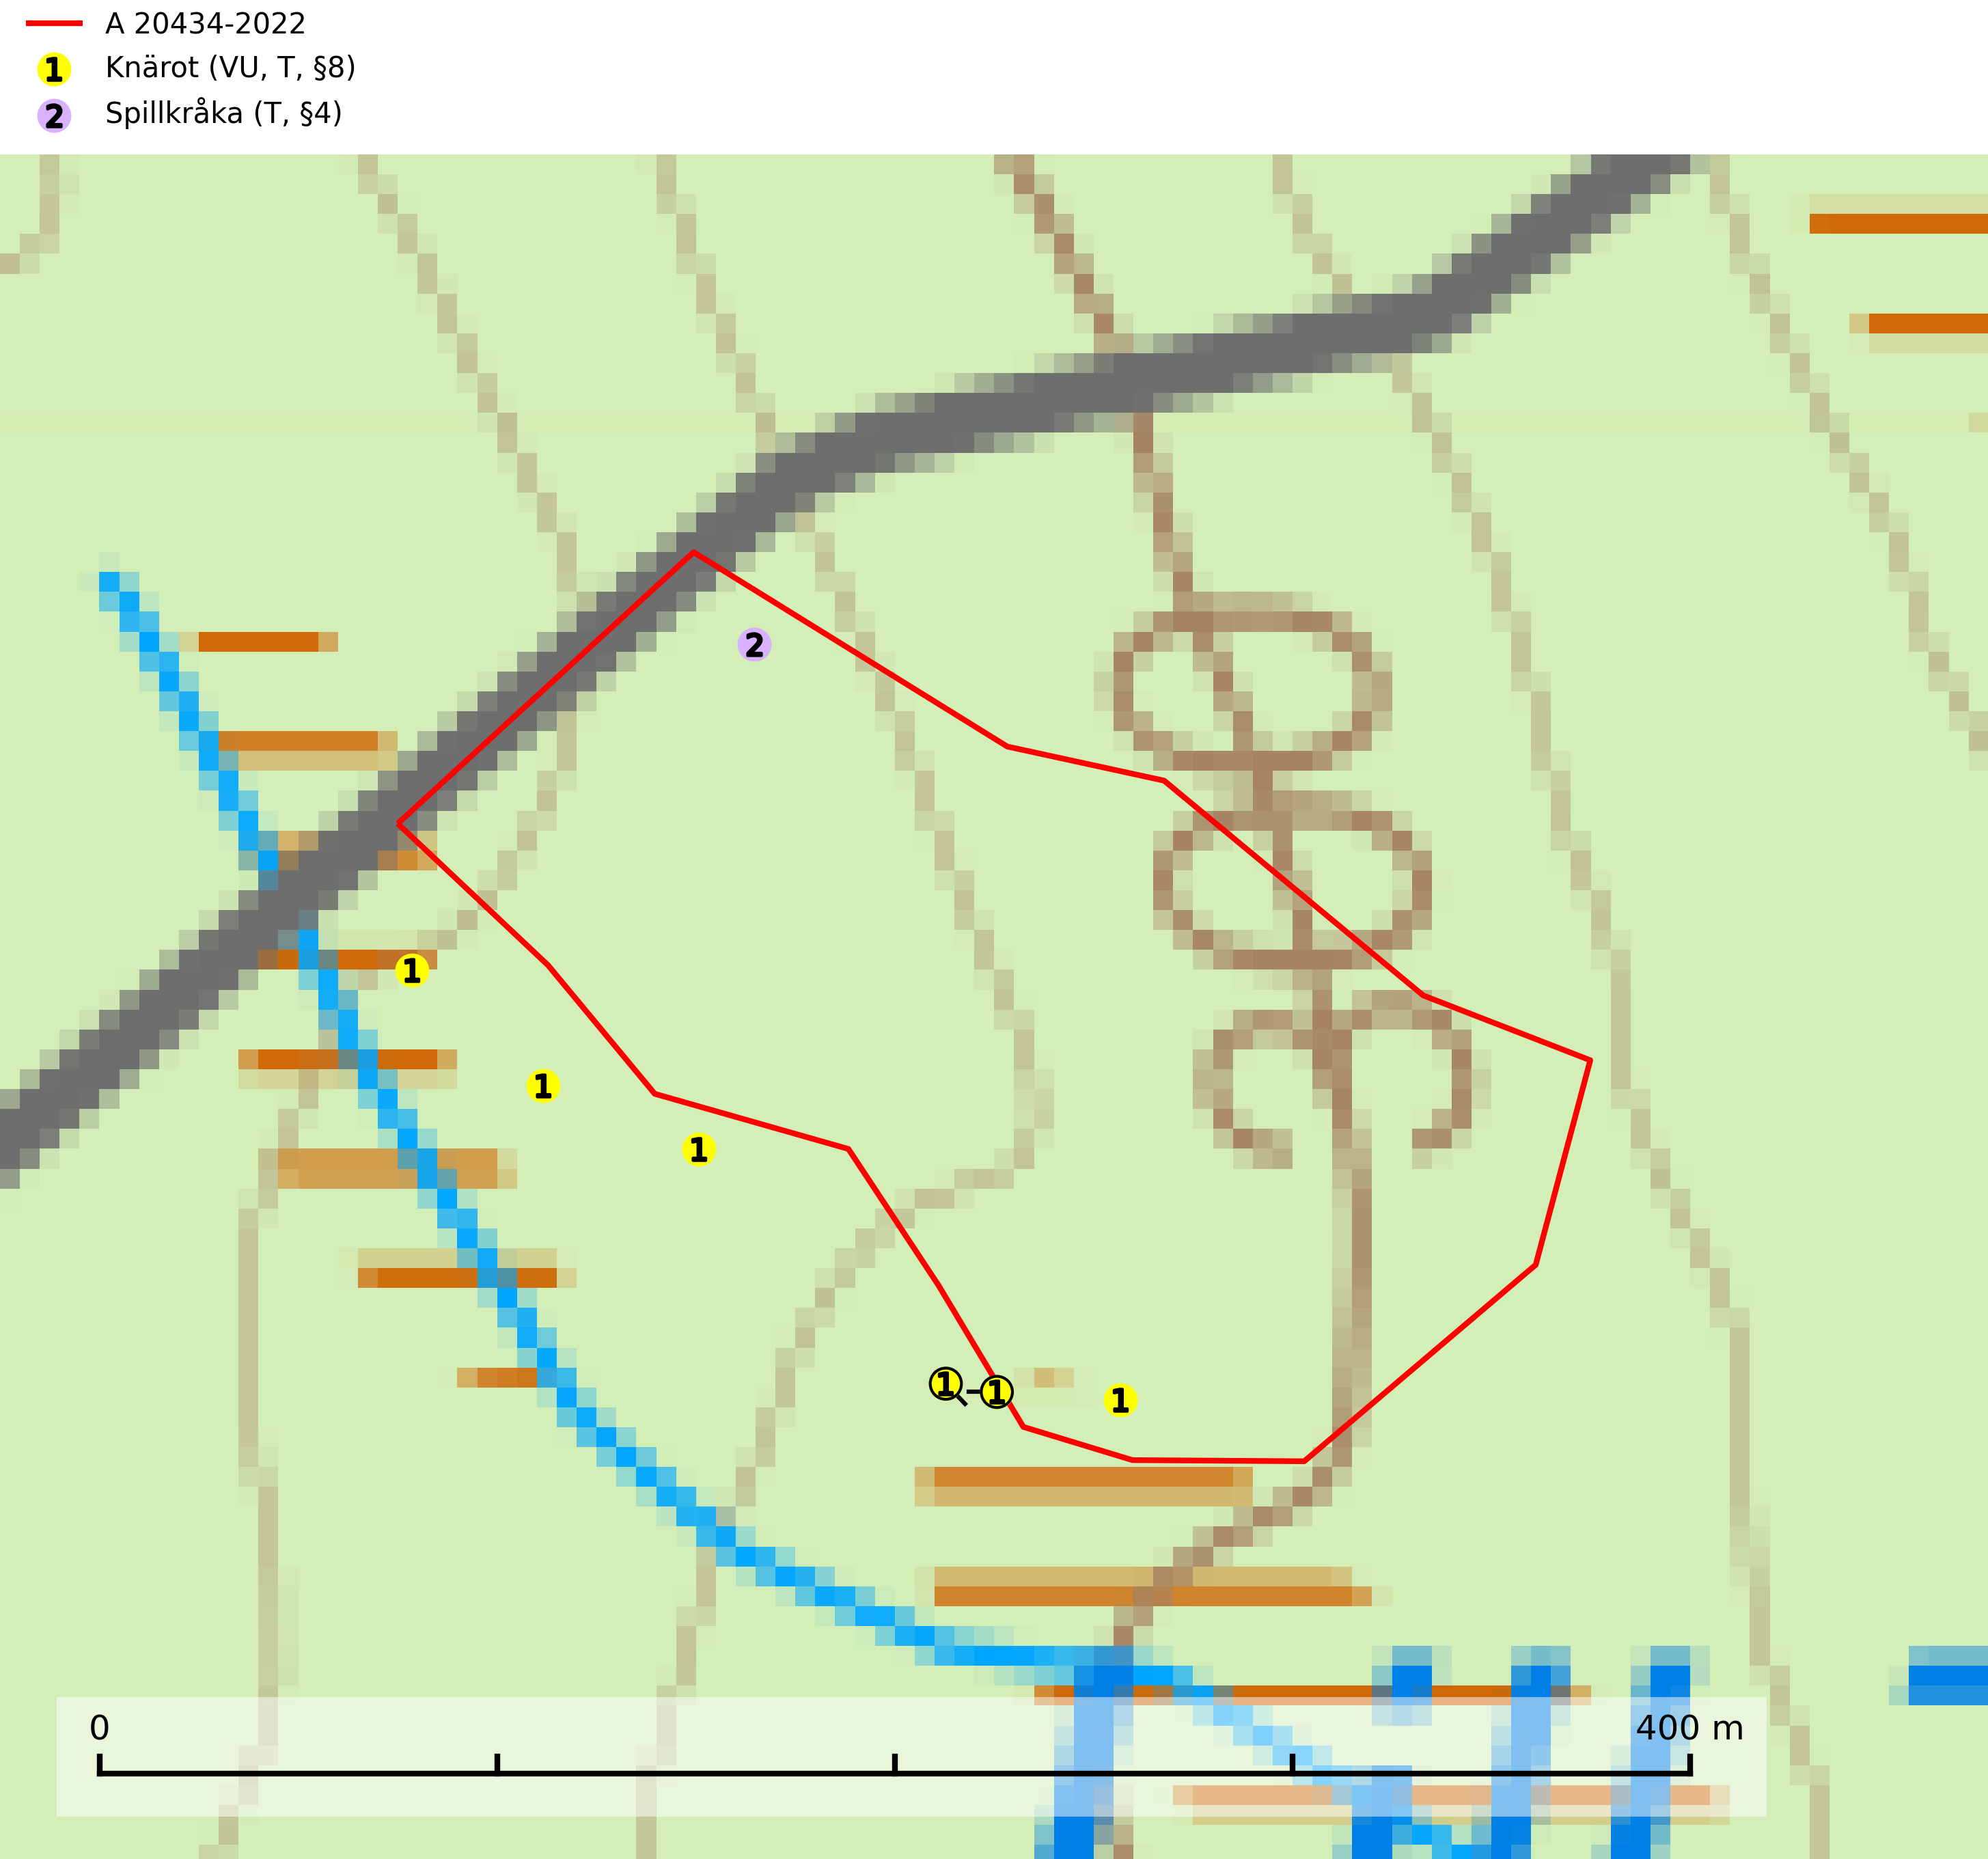 A 20434-2022
1 Knärot (VU, T, §8)
2 Spillkråka (T, §4)
2
1
1
1
1 1 1
0 400 m